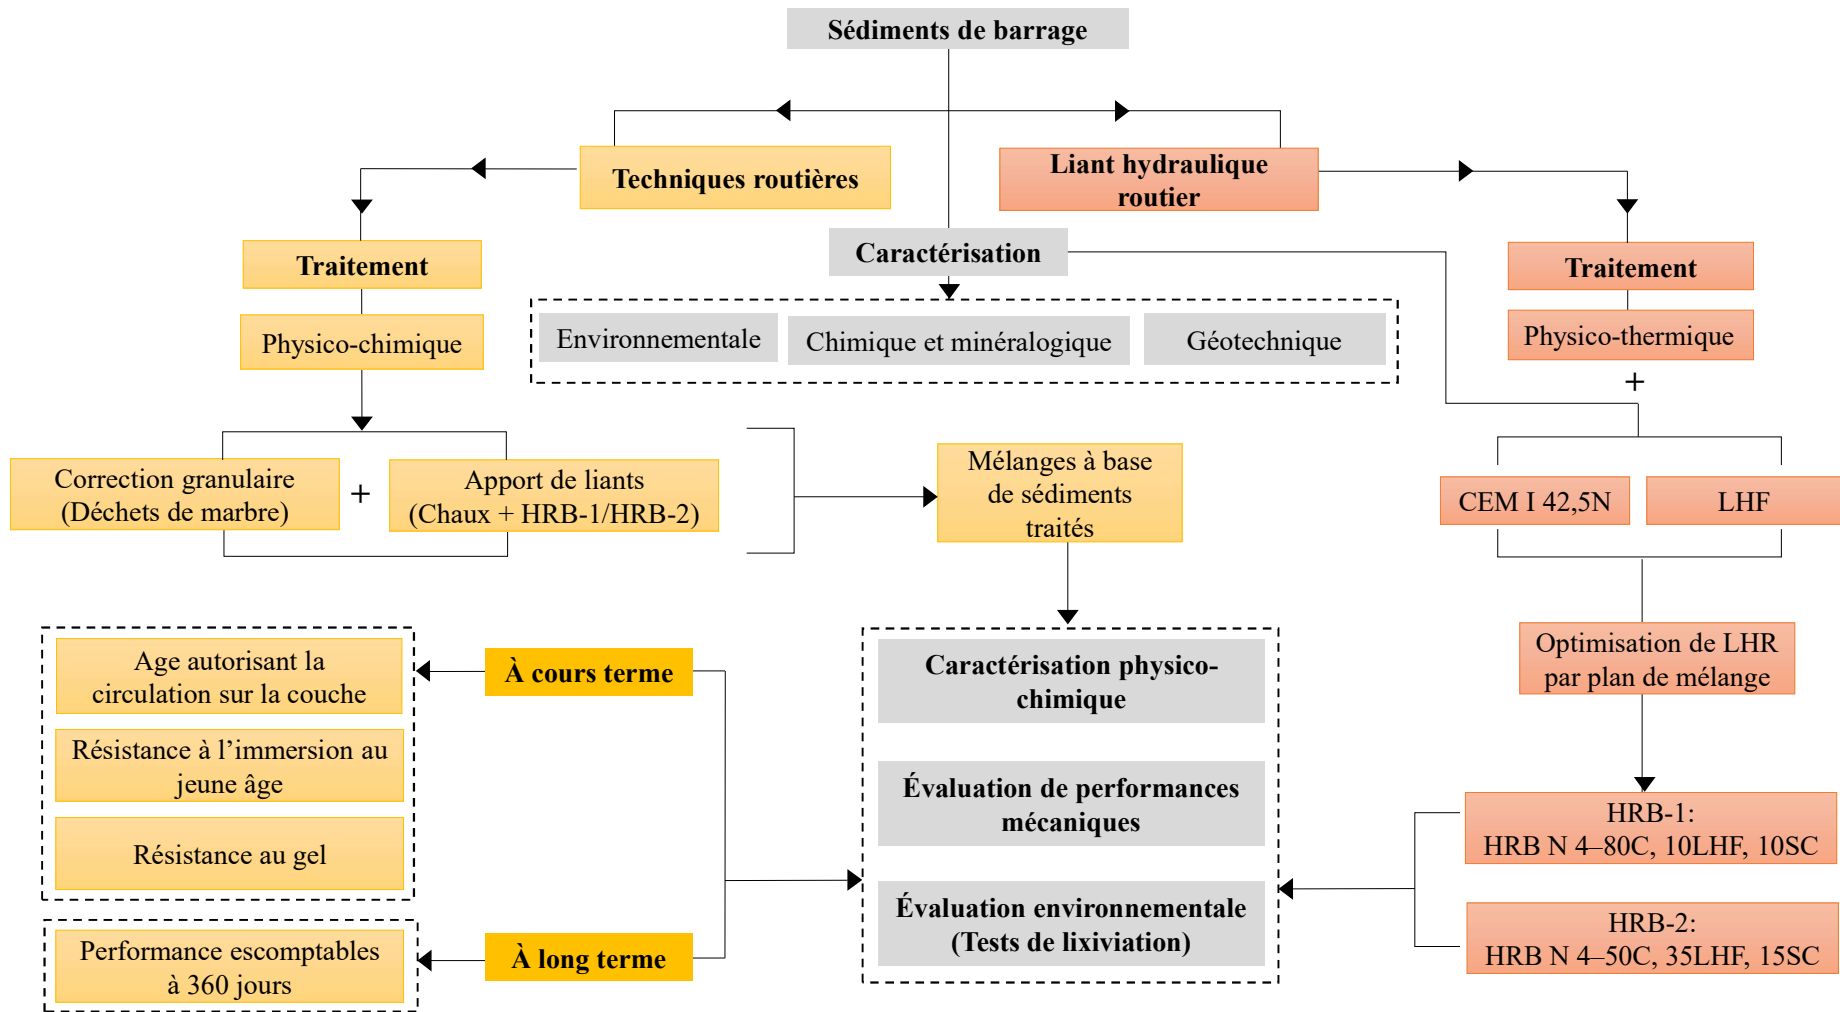 Sédiments de barrage
Techniques routières
Liant hydraulique
routier
Traitement
Caractérisation
Traitement
Physico-chimique
Environnementale
Chimique et minéralogique
Géotechnique
Physico-thermique
+
Correction granulaire
(Déchets de marbre)
+
Apport de liants
(Chaux + HRB-1/HRB-2)
Mélanges à base
de sédiments
traités
CEM I 42,5N
LHF
Age autorisant la
circulation sur la couche
À cours terme
Caractérisation physico-
chimique
Optimisation de LHR
par plan de mélange
Résistance à l’immersion au
jeune âge
Évaluation de performances
mécaniques
HRB-1:
HRB N 4–80C, 10LHF, 10SC
Résistance au gel
Évaluation environnementale
(Tests de lixiviation)
HRB-2:
HRB N 4–50C, 35LHF, 15SC
Performance escomptables
à 360 jours
À long terme